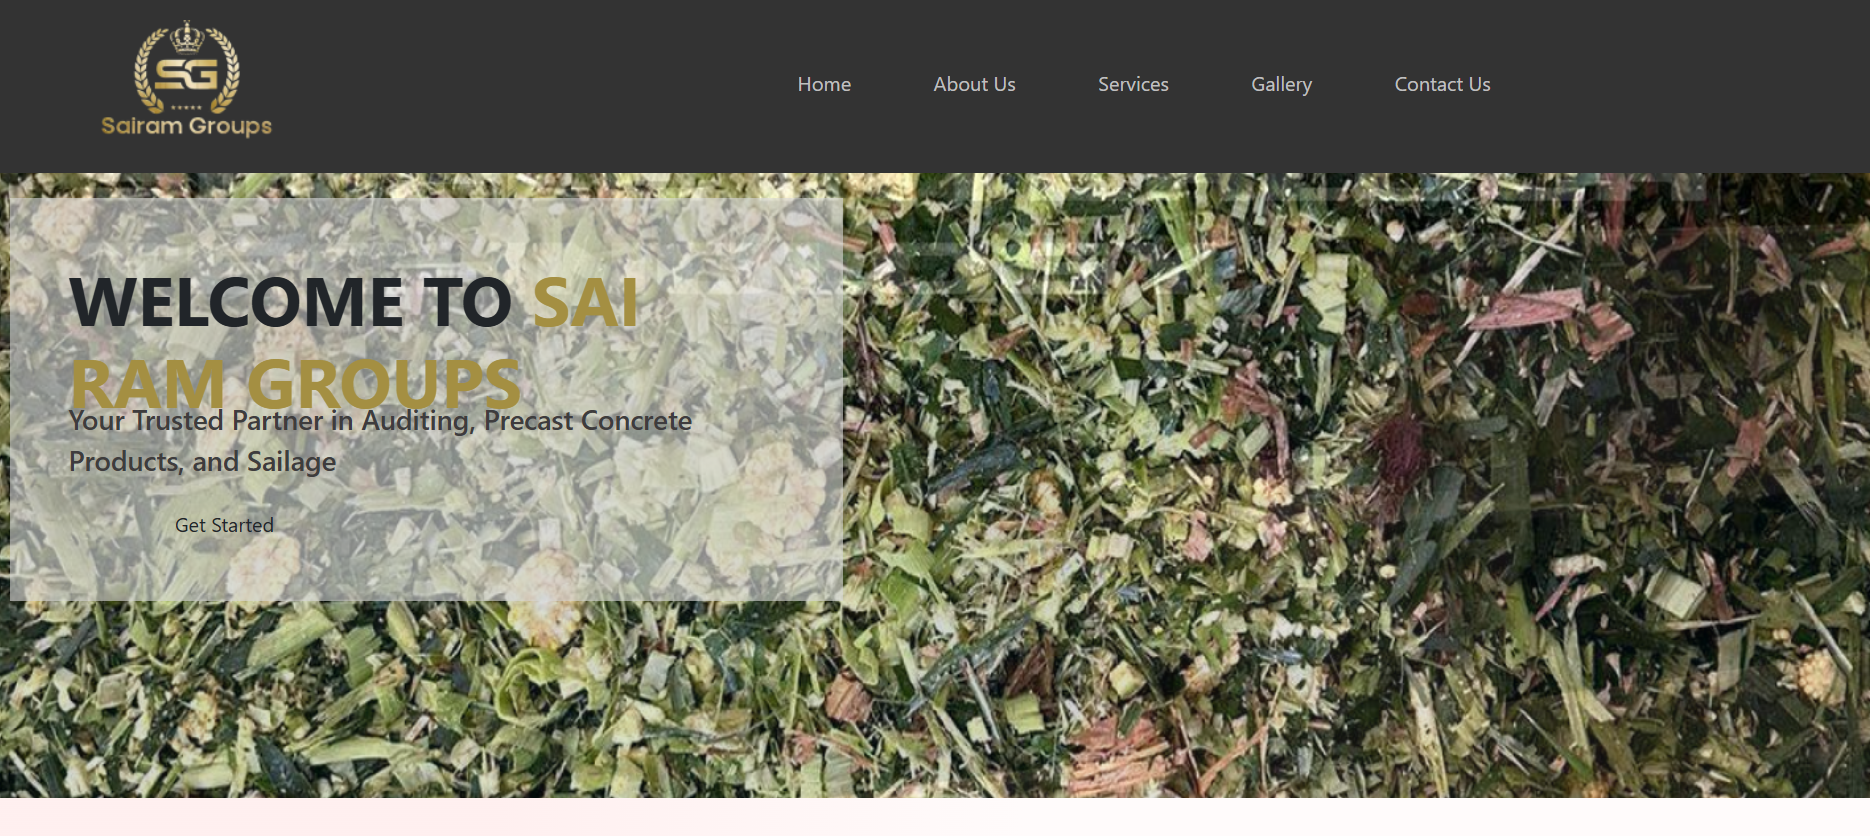 SG
Sairam Groups
Home About Us Services Gallery Contact Us
WELCOME TO SAI
RAM GROUPS
Your Trusted Partner in Auditing, Precast Concrete
Products, and Sailage
Get Started